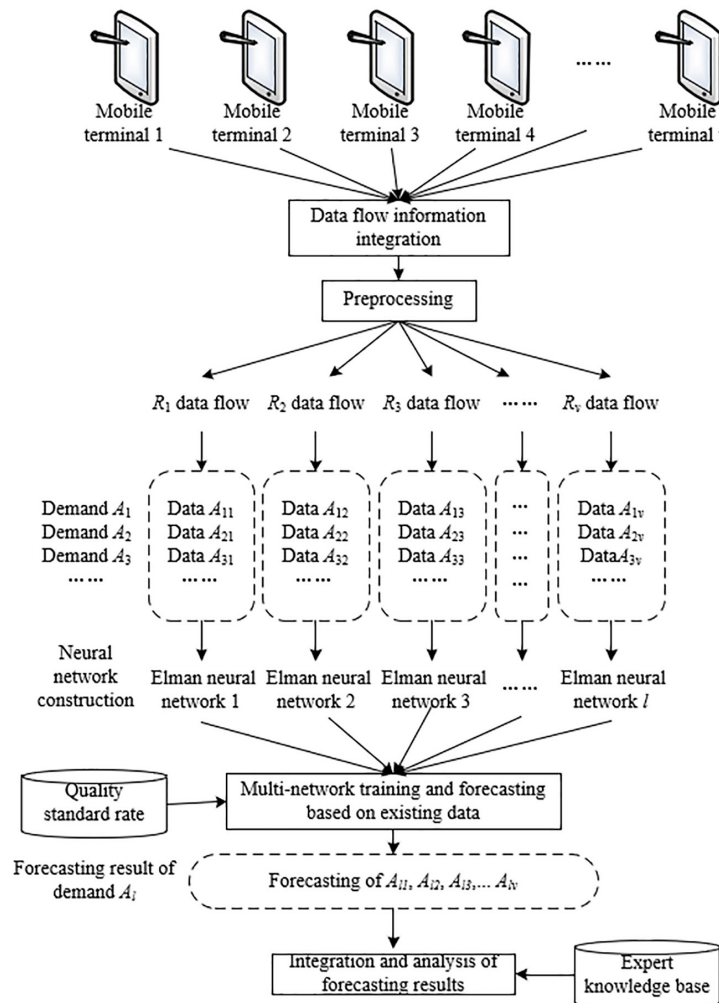 …… 
Mobile terminal 1
Mobile terminal 2
Mobile terminal 3
Mobile terminal 4
Mobile terminal
Data flow information
integration
Preprocessing
R₁ data flow
R₂ data flow
R₃ data flow
……
Rᵥ data flow
Demand A₁
Demand A₂
Demand A₃
……
Data A₁₁
Data A₂₁
Data A₃₁
……
Data A₁₂
Data A₂₂
Data A₃₂
……
Data A₁₃
Data A₂₃
Data A₃₃
……
…
…
…
…
Data A₁ᵥ
Data A₂ᵥ
DataA₃ᵥ
……
Neural
network
construction
Elman neural
network 1
Elman neural
network 2
Elman neural
network 3
……
Elman neural
network l
Quality
standard rate
Multi-network training and forecasting
based on existing data
Forecasting result of
demand Aₗ
Forecasting of Aₗ₁, Aₗ₂, Aₗ₃,... Aₗᵥ
Integration and analysis of
forecasting results
Expert
knowledge base